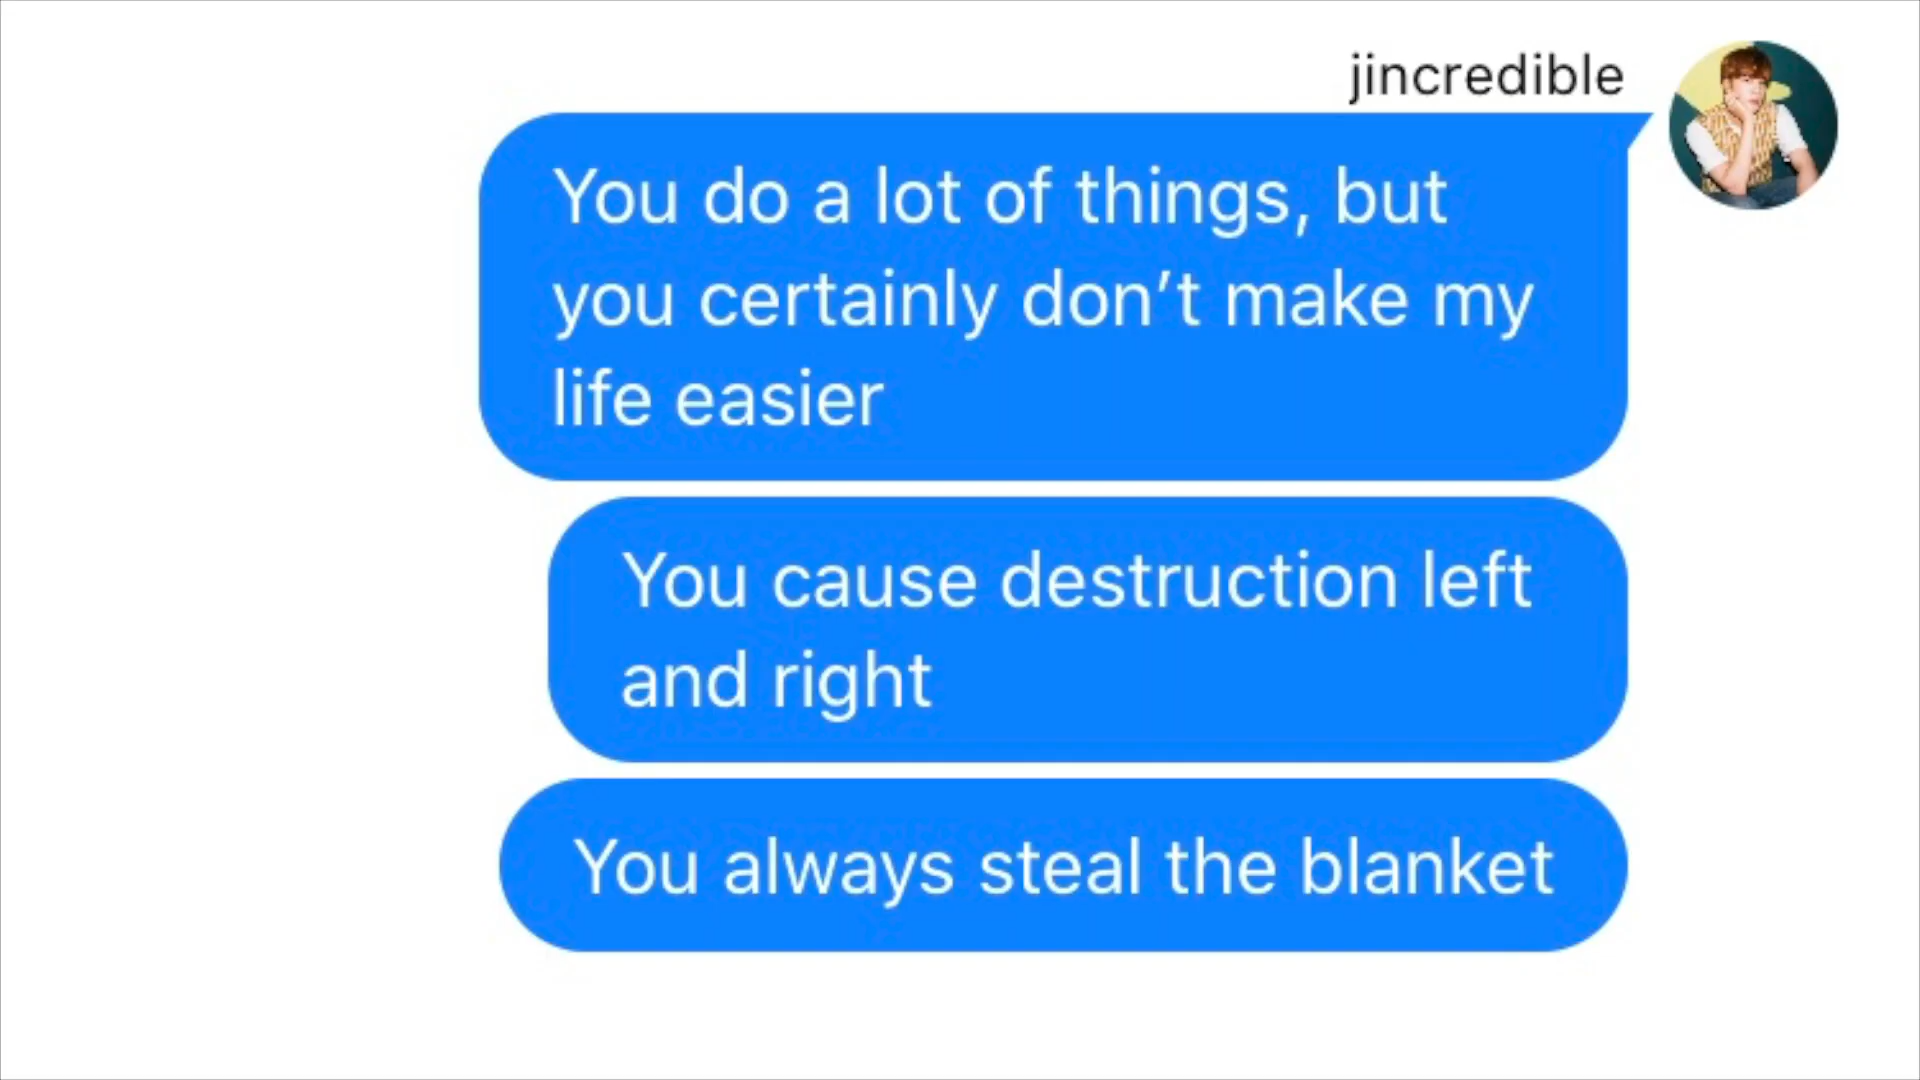 jincredible
You do a lot of things, but
you certainly don’t make my
life easier
You cause destruction left
and right
You always steal the blanket